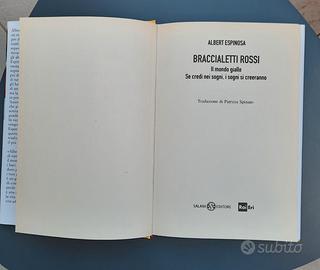 ALBERT ESPINOSA
BRACCIALETTI ROSSI
Il mondo giallo
Se credi nei sogni, i sogni si creeranno
Traduzione di Patrizia Spinato
SALANI EDITORE
Rai Eri
subito